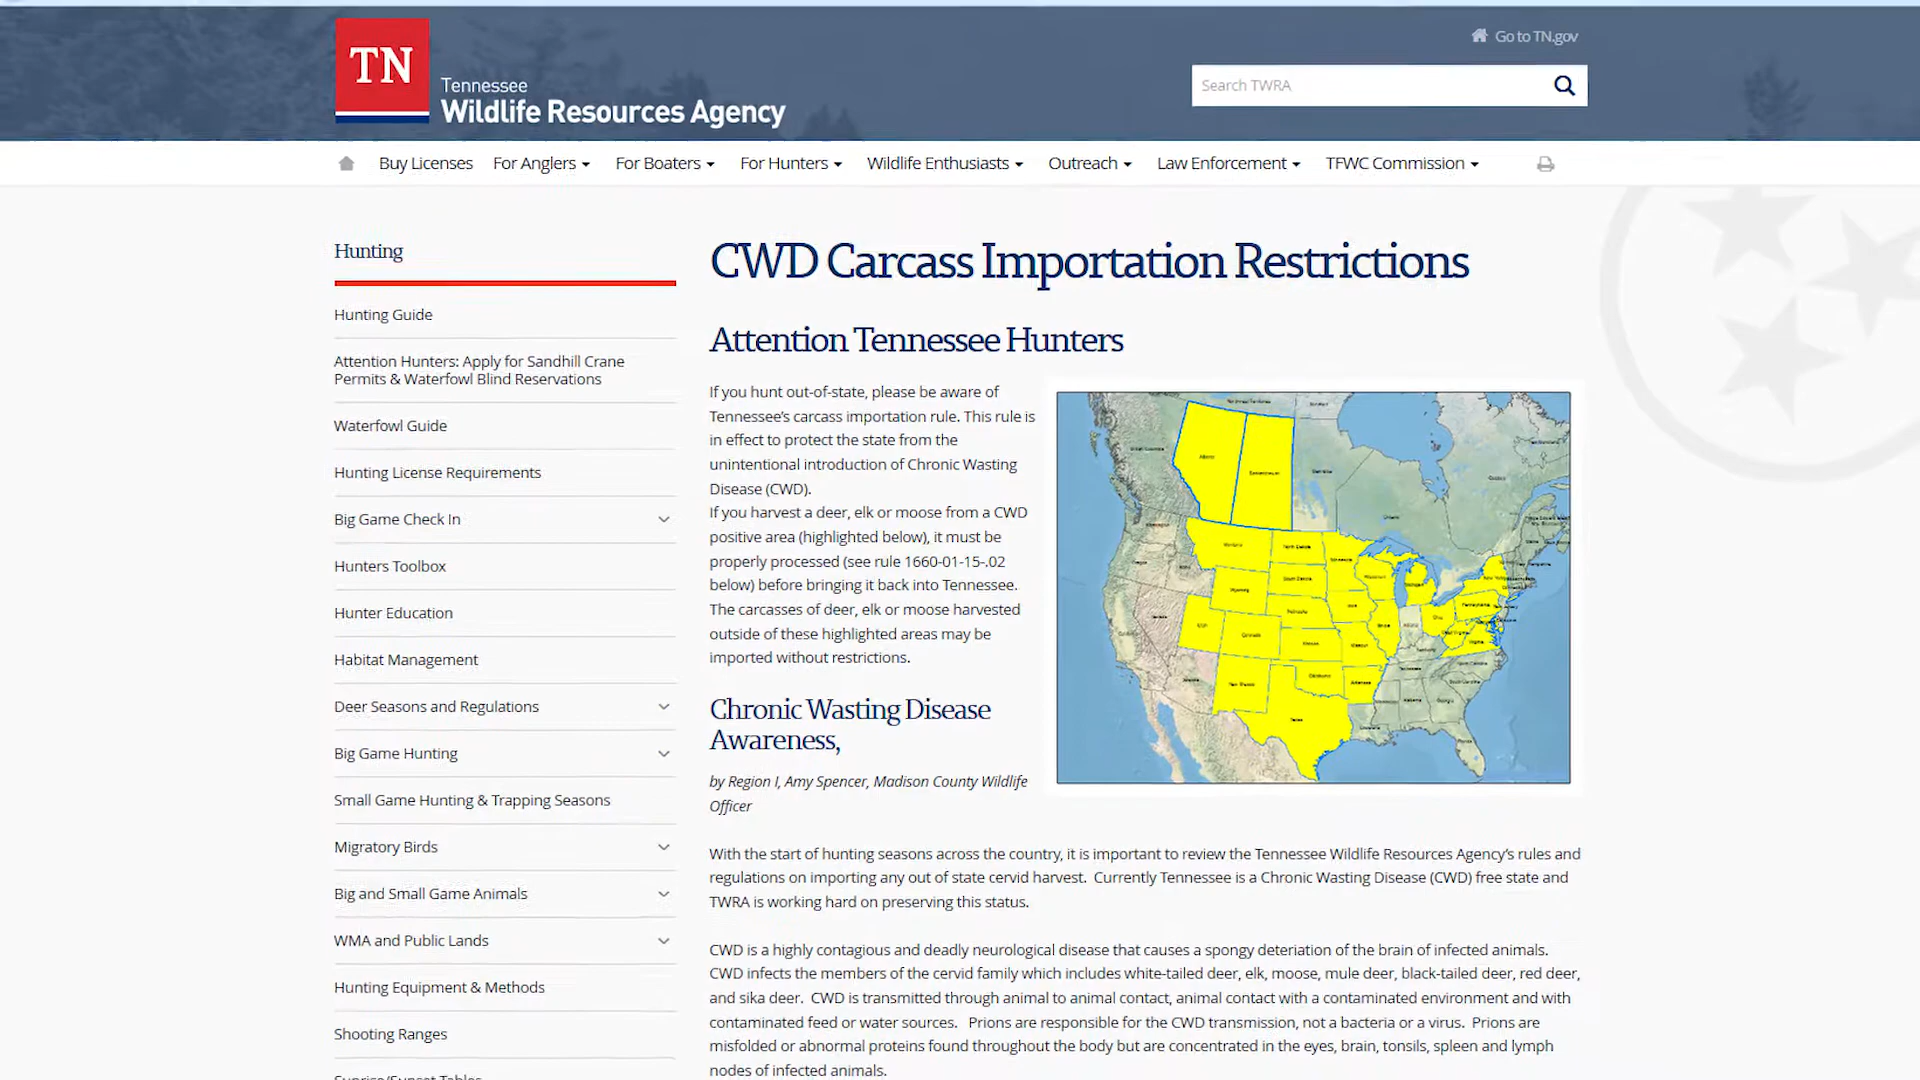 TN
Tennessee
Wildlife Resources Agency
Go to TN.gov
Search TWRA
Buy Licenses
For Anglers
For Boaters
For Hunters
Wildlife Enthusiasts
Outreach
Law Enforcement
TFWC Commission
Hunting
Hunting Guide
Attention Hunters: Apply for Sandhill Crane
Permits & Waterfowl Blind Reservations
Waterfowl Guide
Hunting License Requirements
Big Game Check In
Hunters Toolbox
Hunter Education
Habitat Management
Deer Seasons and Regulations
Big Game Hunting
Small Game Hunting & Trapping Seasons
Migratory Birds
Big and Small Game Animals
WMA and Public Lands
Hunting Equipment & Methods
Shooting Ranges
Sunrise/Sunset Tables
CWD Carcass Importation Restrictions
Attention Tennessee Hunters
If you hunt out-of-state, please be aware of
Tennessee's carcass importation rule. This rule is
in effect to protect the state from the
unintentional introduction of Chronic Wasting
Disease (CWD).
If you harvest a deer, elk or moose from a CWD
positive area (highlighted below), it must be
properly processed (see rule 1660-01-15-.02
below) before bringing it back into Tennessee.
The carcasses of deer, elk or moose harvested
outside of these highlighted areas may be
imported without restrictions.
Chronic Wasting Disease
Awareness,
by Region I, Amy Spencer, Madison County Wildlife
Officer
With the start of hunting seasons across the country, it is important to review the Tennessee Wildlife Resources Agency's rules and
regulations on importing any out of state cervid harvest. Currently Tennessee is a Chronic Wasting Disease (CWD) free state and
TWRA is working hard on preserving this status.
CWD is a highly contagious and deadly neurological disease that causes a spongy deterioration of the brain of infected animals.
CWD infects the members of the cervid family which includes white-tailed deer, elk, moose, mule deer, black-tailed deer, red deer,
and sika deer. CWD is transmitted through animal to animal contact, animal contact with a contaminated environment and with
contaminated feed or water sources. Prions are responsible for the CWD transmission, not a bacteria or a virus. Prions are
misfolded or abnormal proteins found throughout the body but are concentrated in the eyes, brain, tonsils, spleen and lymph
nodes of infected animals.